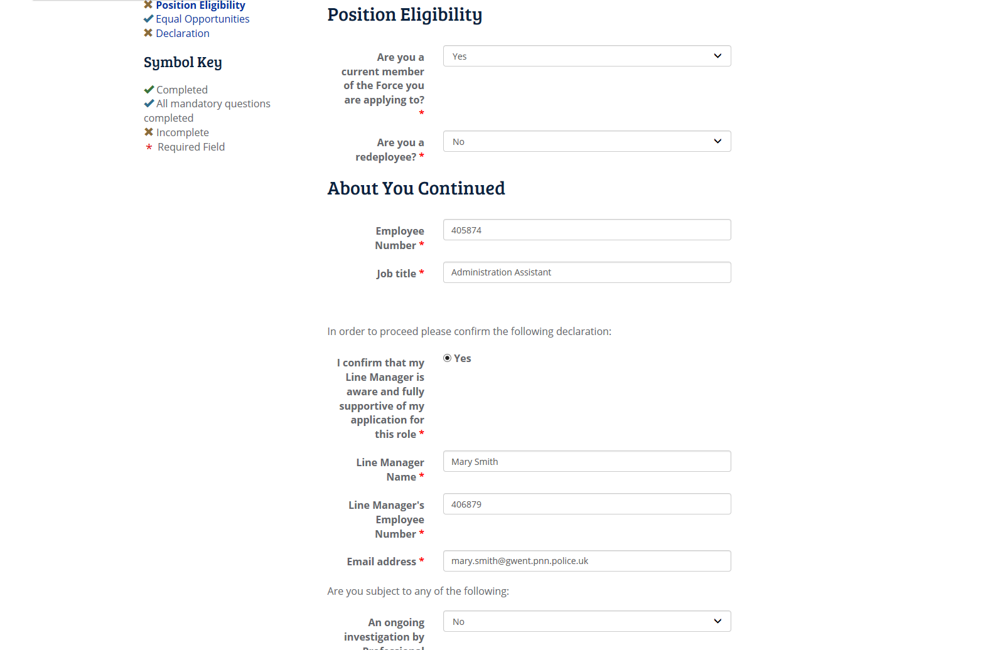 Position Eligibility
Equal Opportunities
Declaration
Symbol Key
Completed
All mandatory questions
completed
Incomplete
* Required Field
Position Eligibility
Are you a
current member
of the Force you
are applying to?
*
Yes
Are you a
redeployee? *
No
About You Continued
Employee
Number *
405874
Job title *
Administration Assistant
In order to proceed please confirm the following declaration:
I confirm that my
Line Manager is
aware and fully
supportive of my
application for
this role *
Yes
Line Manager
Name *
Mary Smith
Line Manager's
Employee
Number *
406879
Email address *
mary.smith@gwent.pnn.police.uk
Are you subject to any of the following:
An ongoing
investigation by
Professional
No